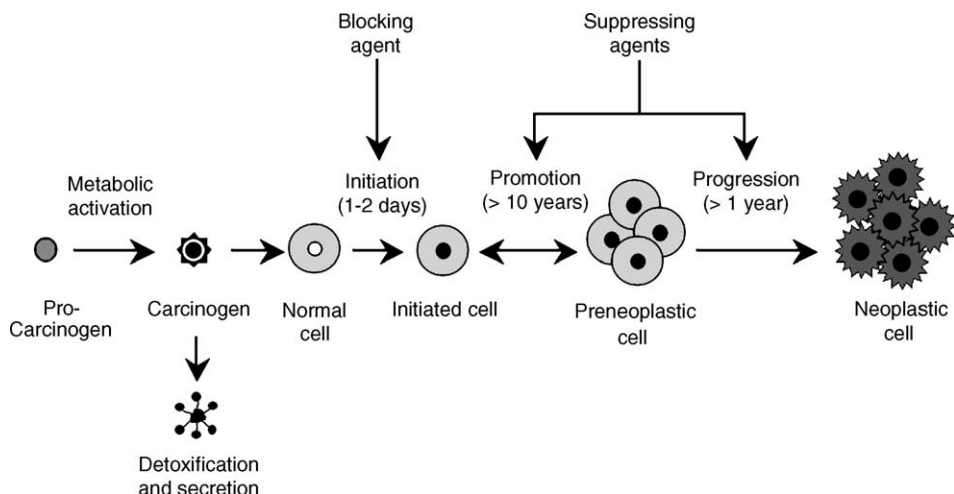 Blocking
agent
Suppressing
agents
Metabolic
activation
Initiation
(1-2 days)
Promotion
(> 10 years)
Progression
(> 1 year)
Pro-
Carcinogen
Carcinogen
Normal
cell
Initiated cell
Preneoplastic
cell
Neoplastic
cell
Detoxification
and secretion